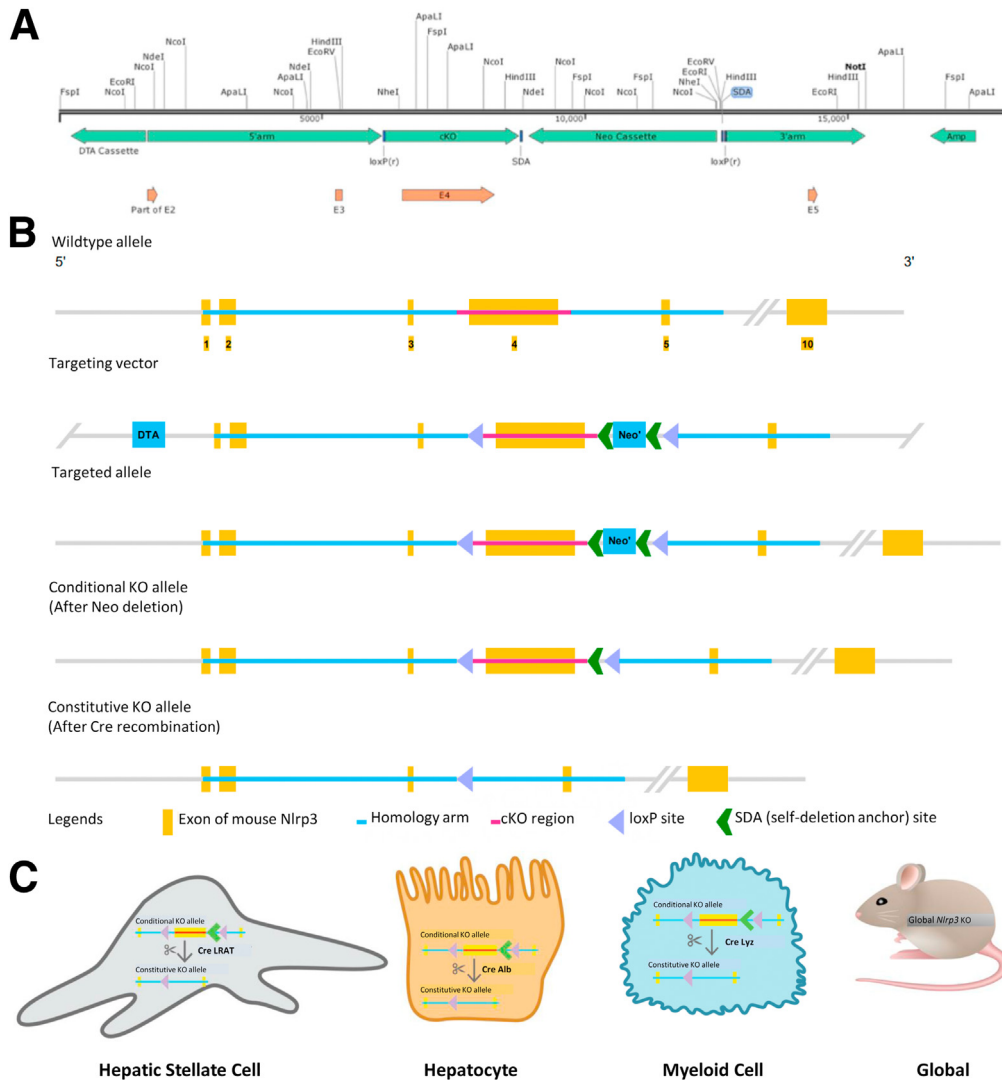 A
ApaLI
FspI
NcoI HindIII ApaLI
NdeI EcoRV NcoI NcoI EcoRV ApaLI
NcoI NdeI EcoRI HindIII NotI
EcoRI ApaLI HindIII FspI FspI NheI SDA HindIII FspI
FspI NcoI ApaLI NcoI NheI NdeI NcoI NcoI NcoI EcoRI ApaLI
5000 10,000 15,000
5'arm cKO Neo Cassette 3'arm Amp
DTA Cassette loxP(r) SDA loxP(r)
E4
Part of E2 E3 E5
B
Wildtype allele
5' 3'
1 2 3 4 5 10
Targeting vector
DTA Neo'
Targeted allele
Neo'
Conditional KO allele
(After Neo deletion)
Constitutive KO allele
(After Cre recombination)
Legends Exon of mouse Nlrp3 Homology arm cKO region loxP site SDA (self-deletion anchor) site
C
Conditional KO allele
Cre LRAT
Constitutive KO allele
Hepatic Stellate Cell
Conditional KO allele
Cre Alb
Constitutive KO allele
Hepatocyte
Conditional KO allele
Cre Lyz
Constitutive KO allele
Myeloid Cell
Global Nlrp3 KO
Global